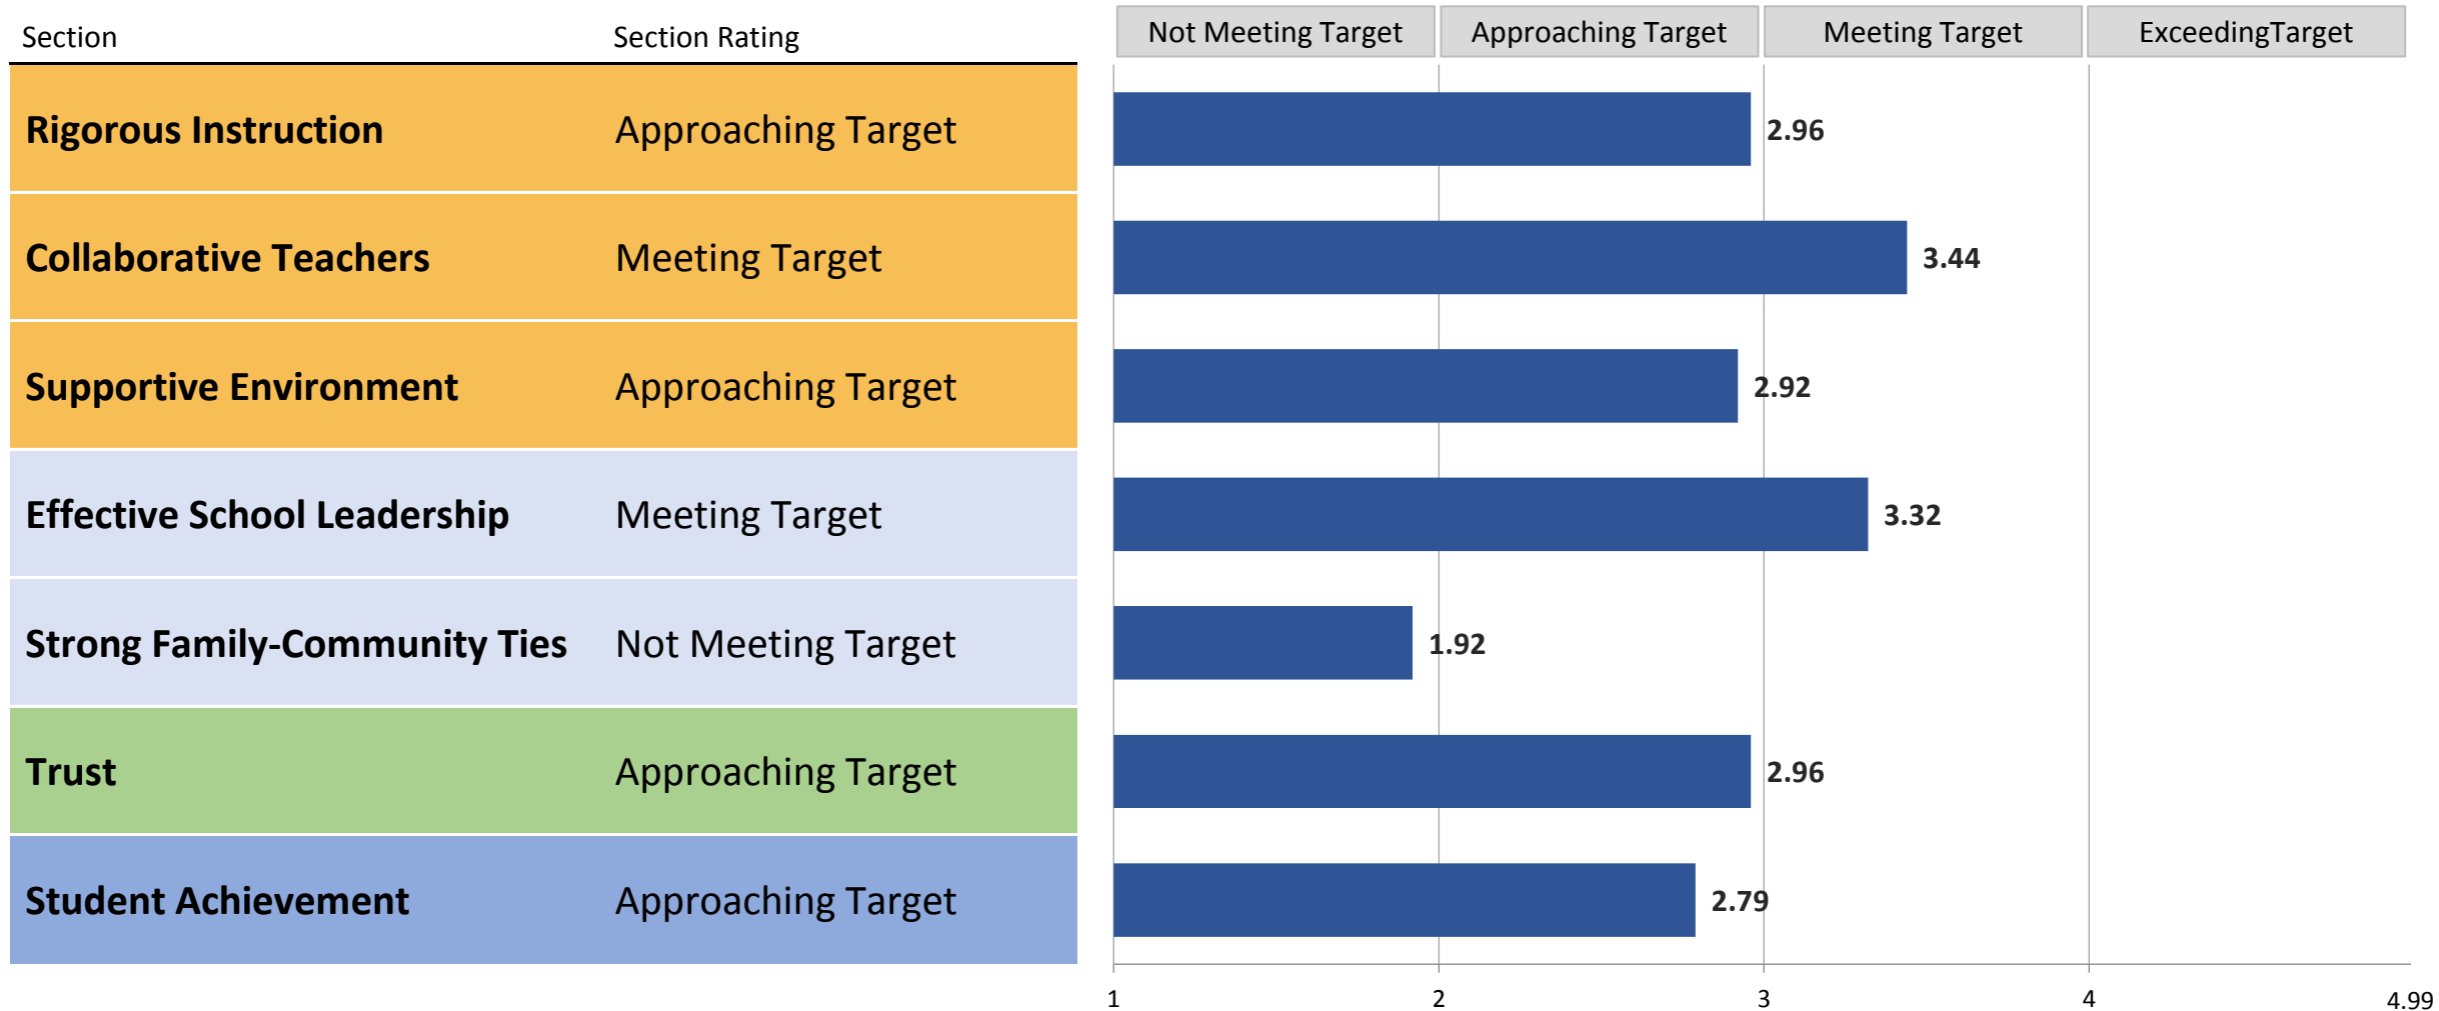 Section Section Rating Not Meeting Target Approaching Target Meeting Target ExceedingTarget
Rigorous Instruction Approaching Target 2.96
Collaborative Teachers Meeting Target 3.44
Supportive Environment Approaching Target 2.92
Effective School Leadership Meeting Target 3.32
Strong Family-Community Ties Not Meeting Target 1.92
Trust Approaching Target 2.96
Student Achievement Approaching Target 2.79
1 2 3 4 4.99